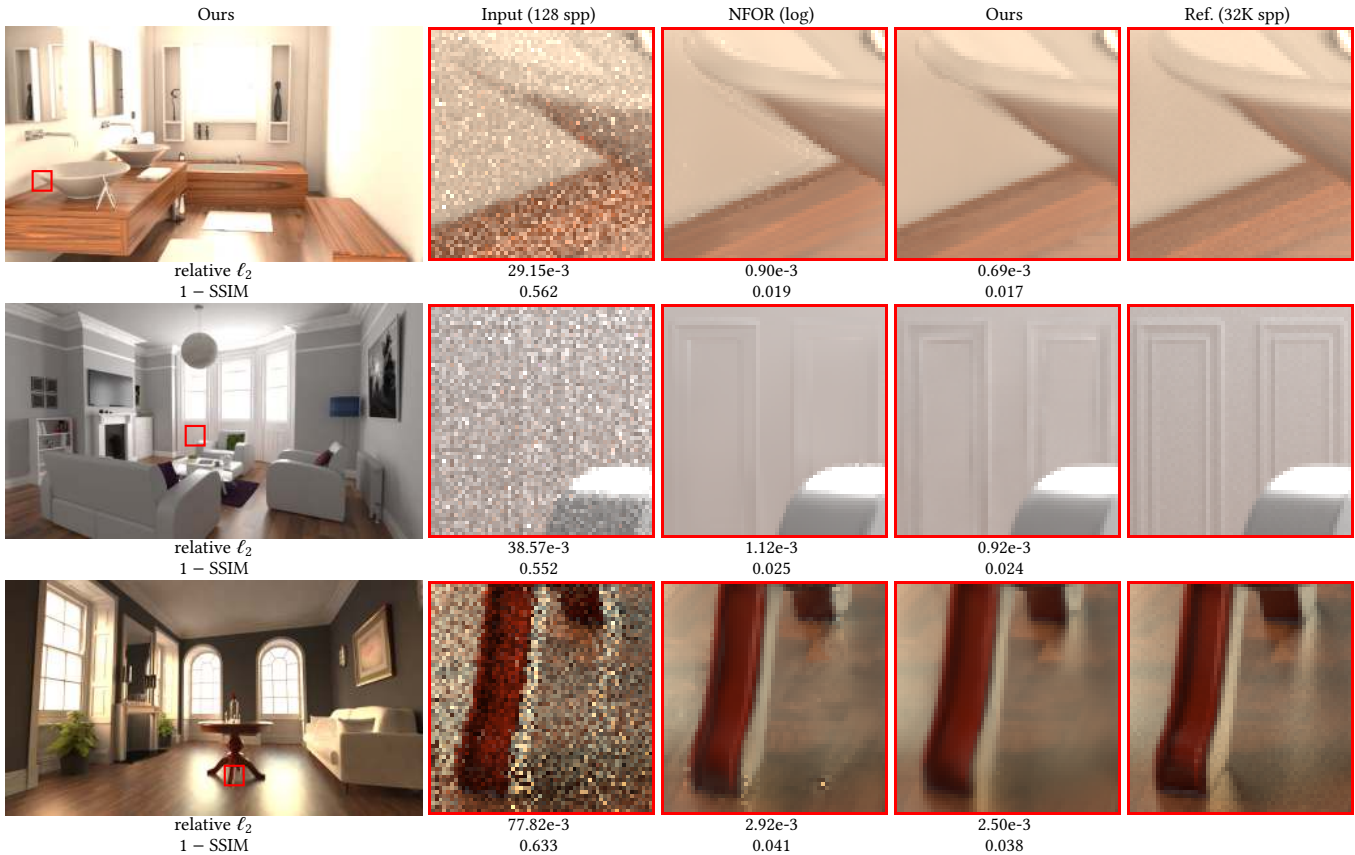 Ours Input (128 spp) NFOR (log) Ours Ref. (32K spp)
relative ℓ₂ 29.15e-3 0.90e-3 0.69e-3
1 − SSIM 0.562 0.019 0.017
relative ℓ₂ 38.57e-3 1.12e-3 0.92e-3
1 − SSIM 0.552 0.025 0.024
relative ℓ₂ 77.82e-3 2.92e-3 2.50e-3
1 − SSIM 0.633 0.041 0.038